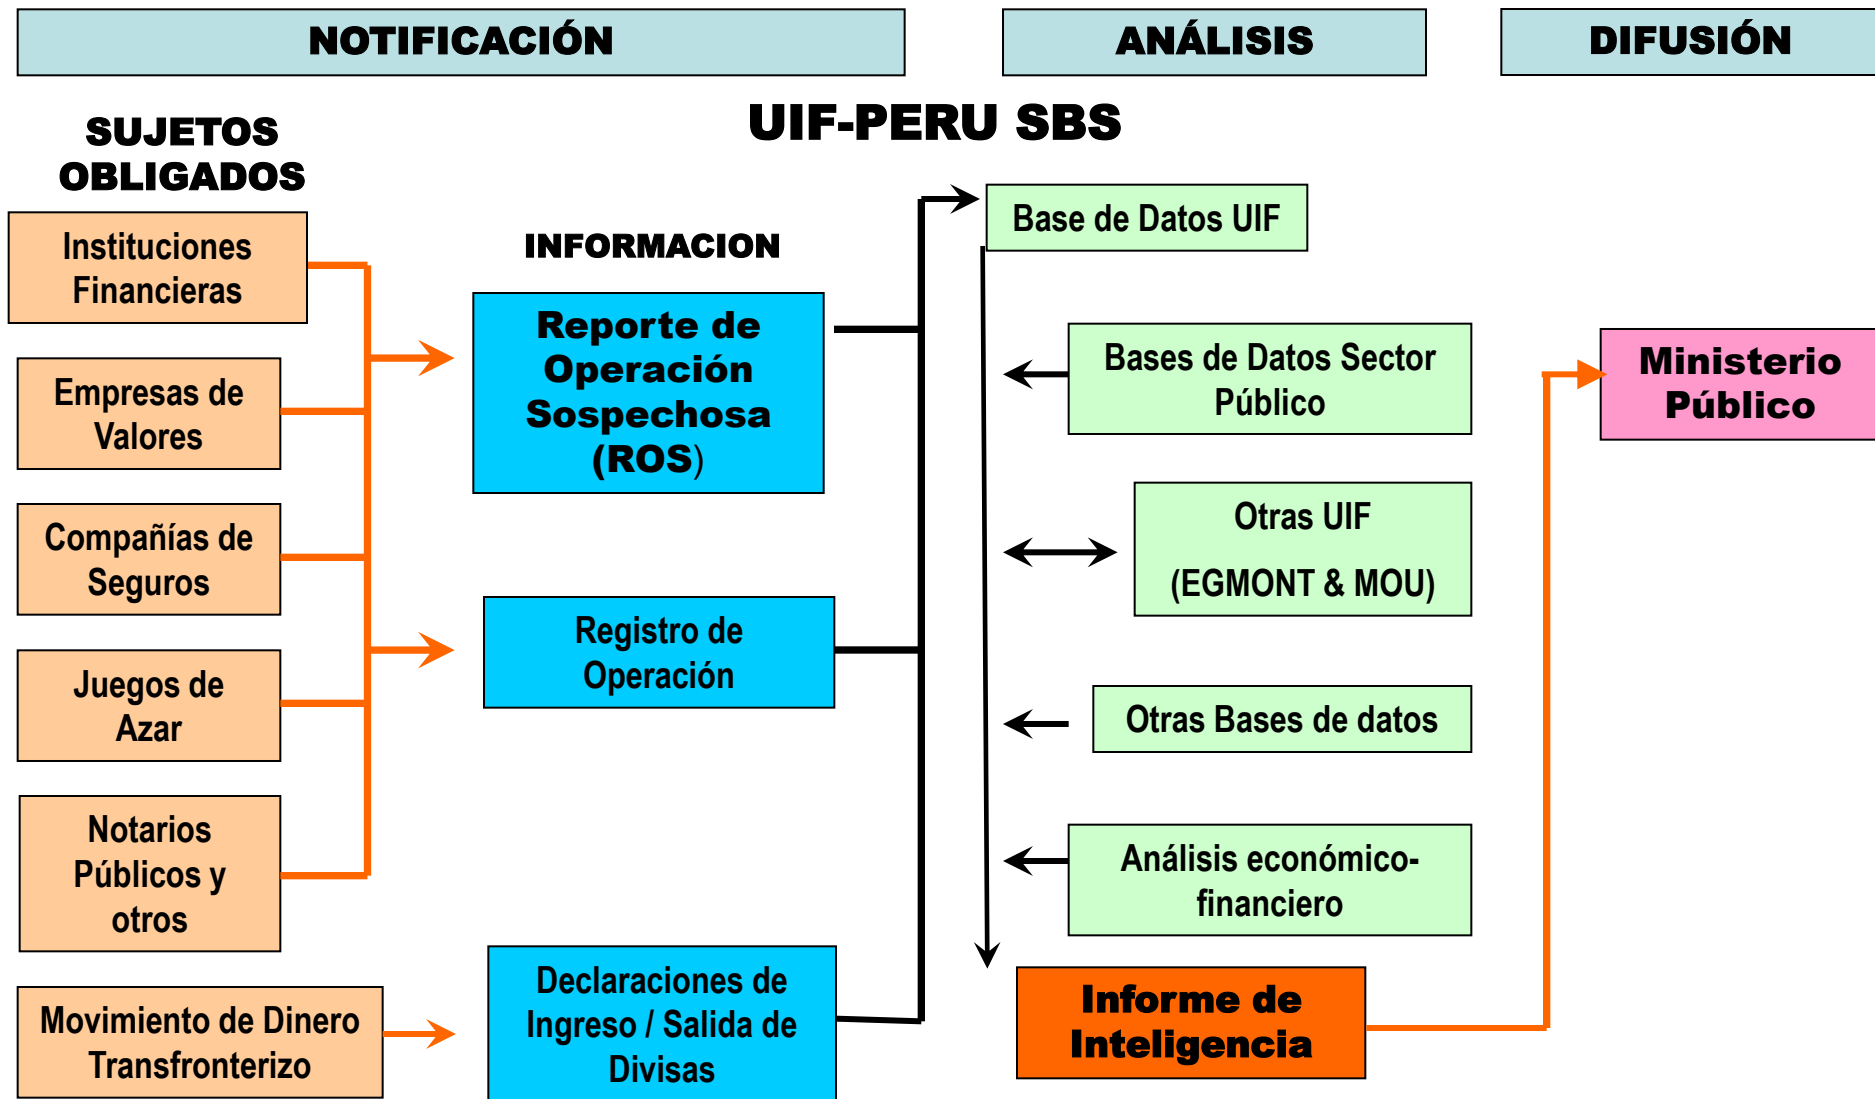 NOTIFICACIÓN
ANÁLISIS
DIFUSIÓN
UIF-PERU SBS
SUJETOS
OBLIGADOS
Instituciones
Financieras
Empresas de
Valores
Compañías de
Seguros
Juegos de
Azar
Notarios
Públicos y
otros
Movimiento de Dinero
Transfronterizo
INFORMACION
Reporte de
Operación
Sospechosa
(ROS)
Registro de
Operación
Declaraciones de
Ingreso / Salida de
Divisas
Base de Datos UIF
Bases de Datos Sector
Público
Otras UIF
(EGMONT & MOU)
Otras Bases de datos
Análisis económico-
financiero
Informe de
Inteligencia
Ministerio
Público